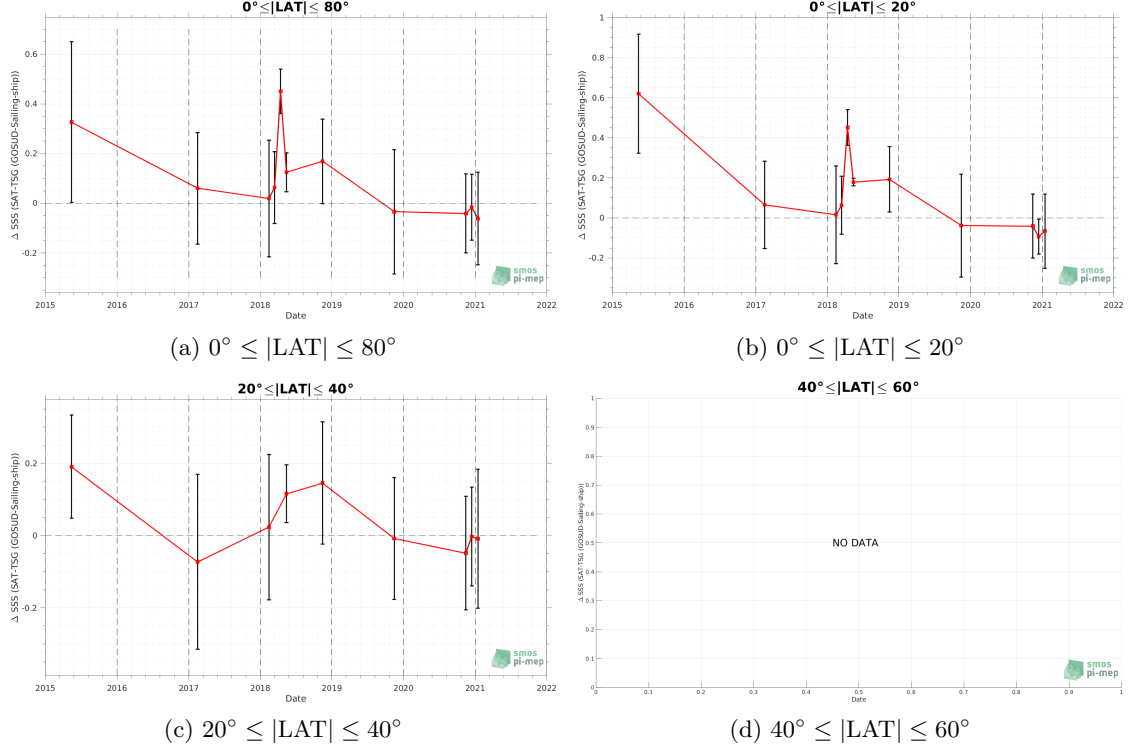 0°≤|LAT|≤ 80°
Δ SSS (SAT-TSG (GOSUD-Sailing-ship))
0.6
0.4
0.2
0
-0.2
2015 2016 2017 2018 2019 2020 2021 2022
Date
smos
pi-mep
(a) 0° ≤ |LAT| ≤ 80°
0°≤|LAT|≤ 20°
Δ SSS (SAT-TSG (GOSUD-Sailing-ship))
1
0.8
0.6
0.4
0.2
0
-0.2
2015 2016 2017 2018 2019 2020 2021 2022
Date
smos
pi-mep
(b) 0° ≤ |LAT| ≤ 20°
20°≤|LAT|≤ 40°
Δ SSS (SAT-TSG (GOSUD-Sailing-ship))
0.2
0
-0.2
2015 2016 2017 2018 2019 2020 2021 2022
Date
smos
pi-mep
(c) 20° ≤ |LAT| ≤ 40°
40°≤|LAT|≤ 60°
Δ SSS (SAT-TSG (GOSUD-Sailing-ship))
1
0.9
0.8
0.7
0.6
0.5
0.4
0.3
0.2
0.1
0
NO DATA
0 0.1 0.2 0.3 0.4 0.5 0.6 0.7 0.8 0.9 1
Date
smos
pi-mep
(d) 40° ≤ |LAT| ≤ 60°